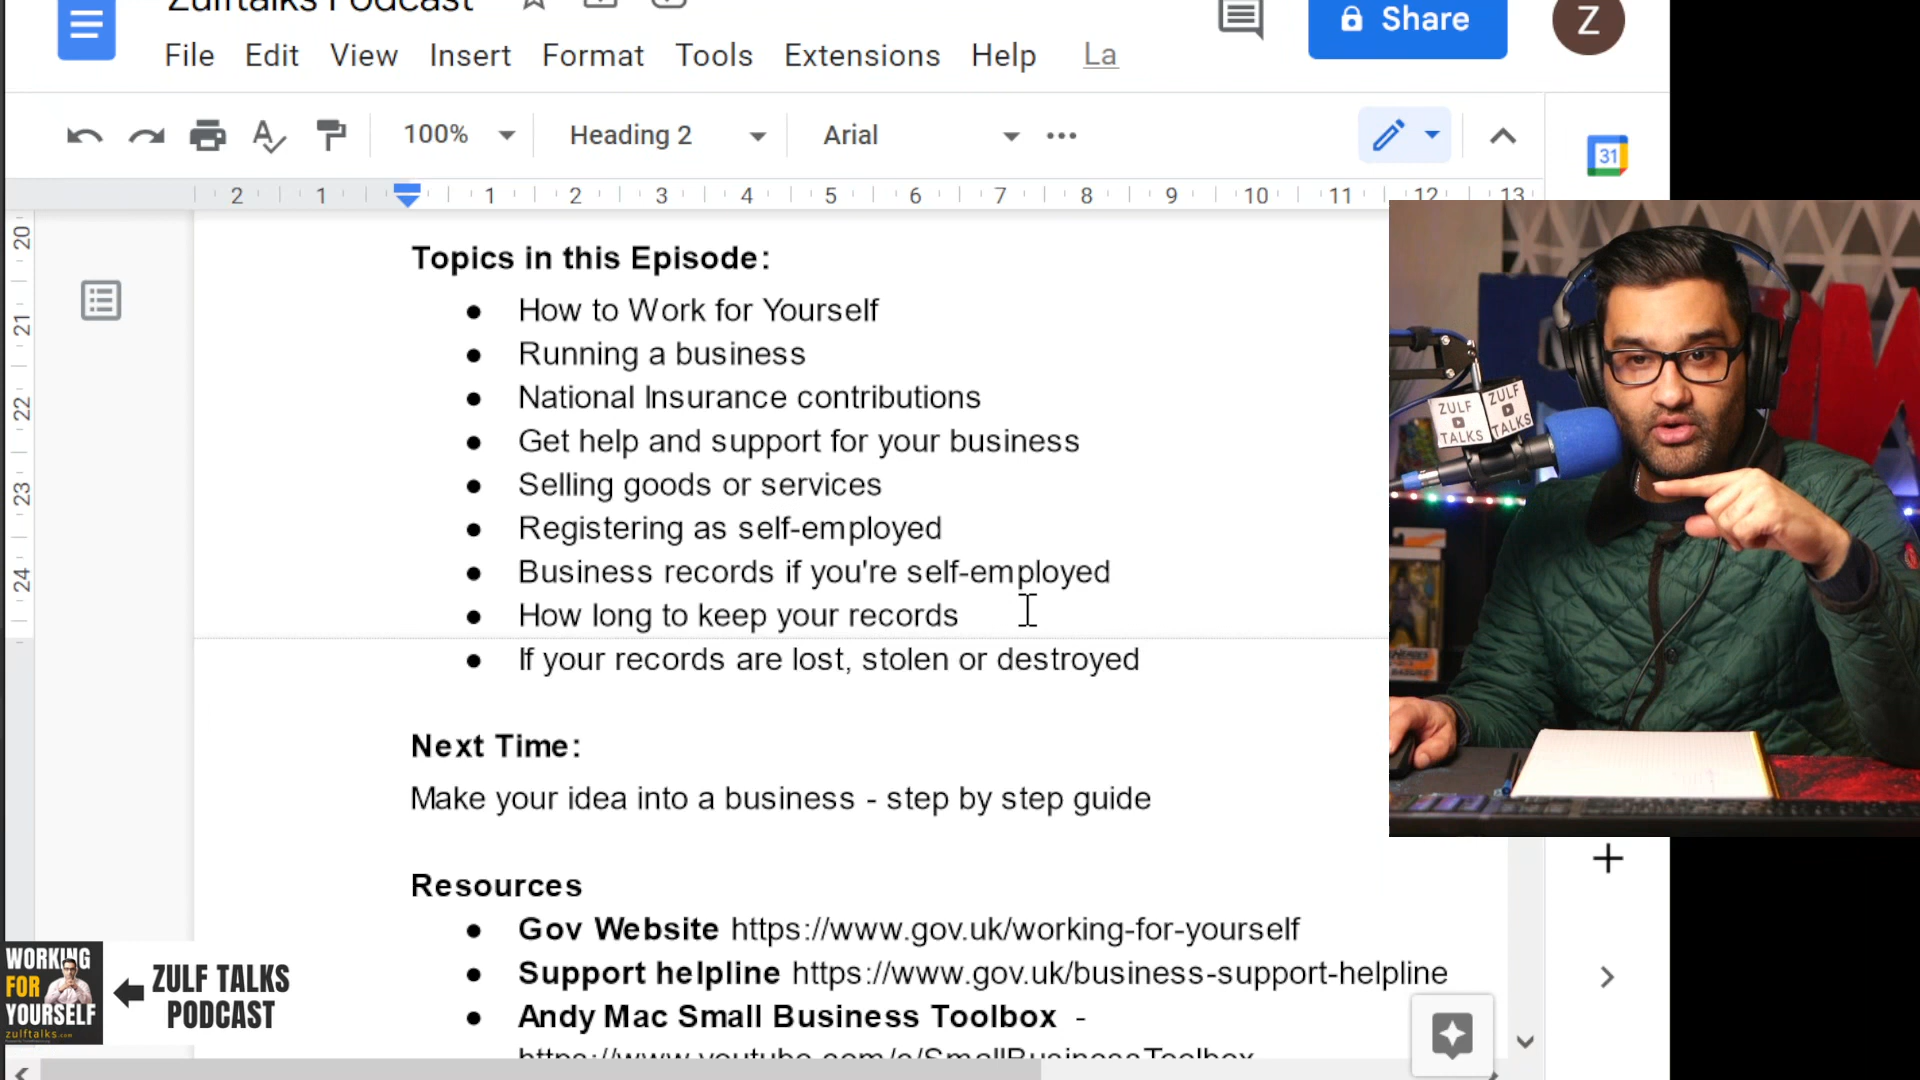 Zulftalks Podcast
File Edit View Insert Format Tools Extensions Help La
Share
Z
100% Heading 2 Arial
31
2 1 1 2 3 4 5 6 7 8 9 10 11 12 13
20
21
22
23
24
Topics in this Episode:
● How to Work for Yourself
● Running a business
● National Insurance contributions
● Get help and support for your business
● Selling goods or services
● Registering as self-employed
● Business records if you're self-employed
● How long to keep your records
● If your records are lost, stolen or destroyed
Next Time:
Make your idea into a business - step by step guide
Resources
● Gov Website https://www.gov.uk/working-for-yourself
● Support helpline https://www.gov.uk/business-support-helpline
● Andy Mac Small Business Toolbox -
https://www.youtube.com/c/SmallBusinessToolbox
ZULF
TALKS
ZULF
TALKS
WORKING
FOR
YOURSELF
zulftalks.com
ZULF TALKS
PODCAST